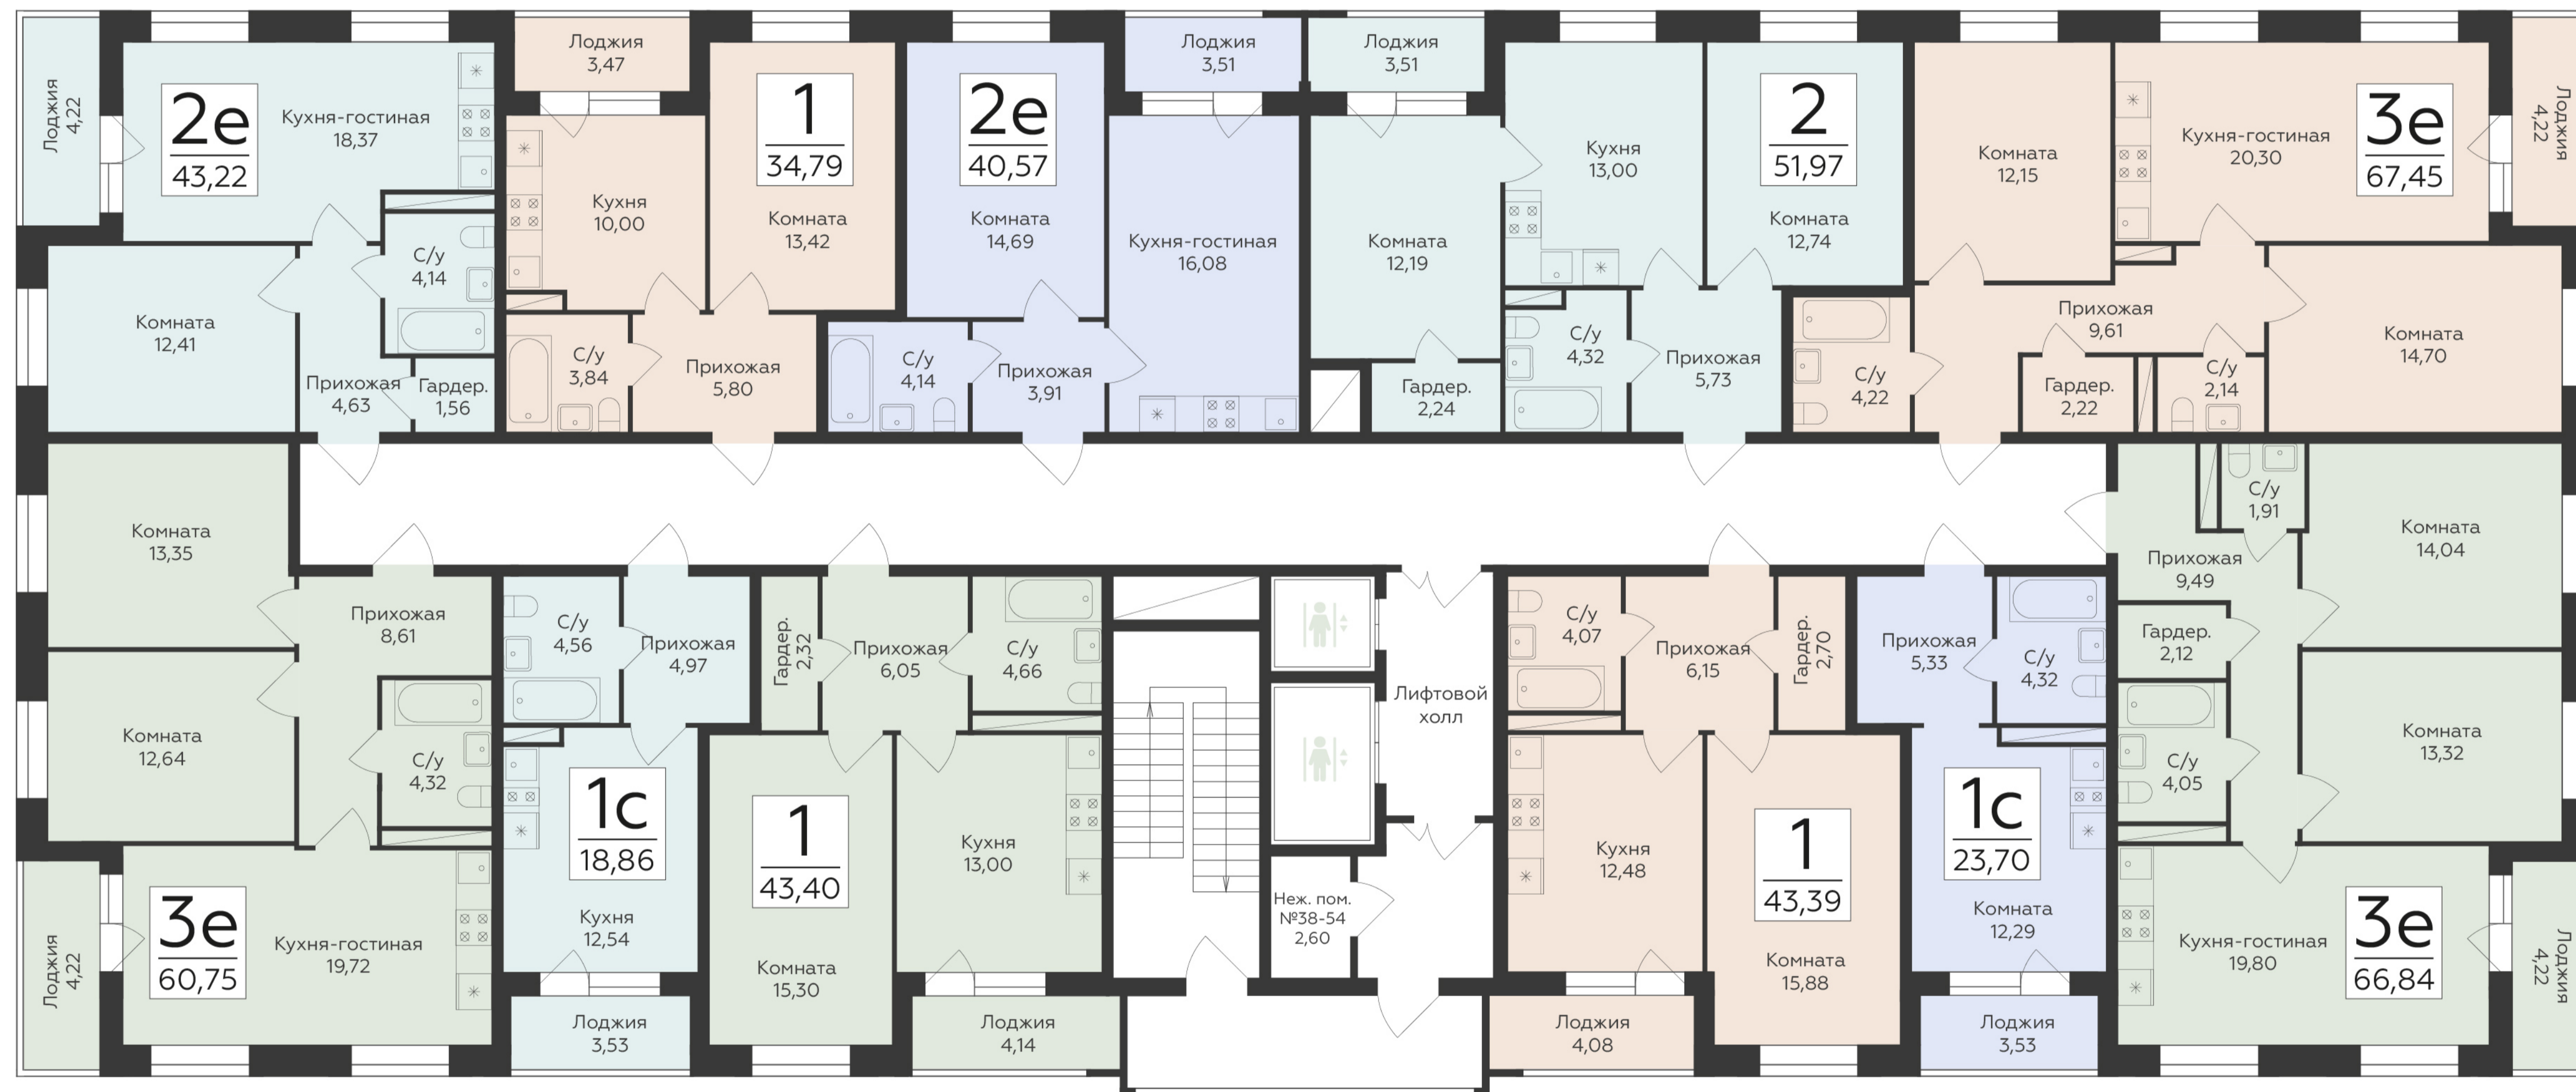 Лоджия
4,22
2е
43,22
Кухня-гостиная
18,37
С/у
4,14
Комната
12,41
Прихожая
4,63
Гардер.
1,56
Лоджия
3,47
1
34,79
Кухня
10,00
Комната
13,42
С/у
3,84
Прихожая
5,80
2е
40,57
Лоджия
3,51
Комната
14,69
Кухня-гостиная
16,08
С/у
4,14
Прихожая
3,91
Лоджия
3,51
Кухня
13,00
2
51,97
Комната
12,19
Комната
12,74
Гардер.
2,24
С/у
4,32
Прихожая
5,73
Комната
12,15
Кухня-гостиная
20,30
3е
67,45
Лоджия
4,22
Прихожая
9,61
Комната
14,70
С/у
4,22
Гардер.
2,22
С/у
2,14
Комната
13,35
Прихожая
8,61
Комната
12,64
С/у
4,32
Лоджия
4,22
3е
60,75
Кухня-гостиная
19,72
С/у
4,56
Прихожая
4,97
1с
18,86
Кухня
12,54
Лоджия
3,53
Гардер.
2,32
Прихожая
6,05
С/у
4,66
1
43,40
Кухня
13,00
Комната
15,30
Лоджия
4,14
Лифтовой
холл
Неж. пом.
№38-54
2,60
С/у
4,07
Прихожая
6,15
Гардер.
2,70
Кухня
12,48
1
43,39
Комната
15,88
Лоджия
4,08
Прихожая
5,33
С/у
4,32
1с
23,70
Комната
12,29
Лоджия
3,53
С/у
1,91
Комната
14,04
Прихожая
9,49
Гардер.
2,12
Комната
13,32
С/у
4,05
Кухня-гостиная
19,80
3е
66,84
Лоджия
4,22